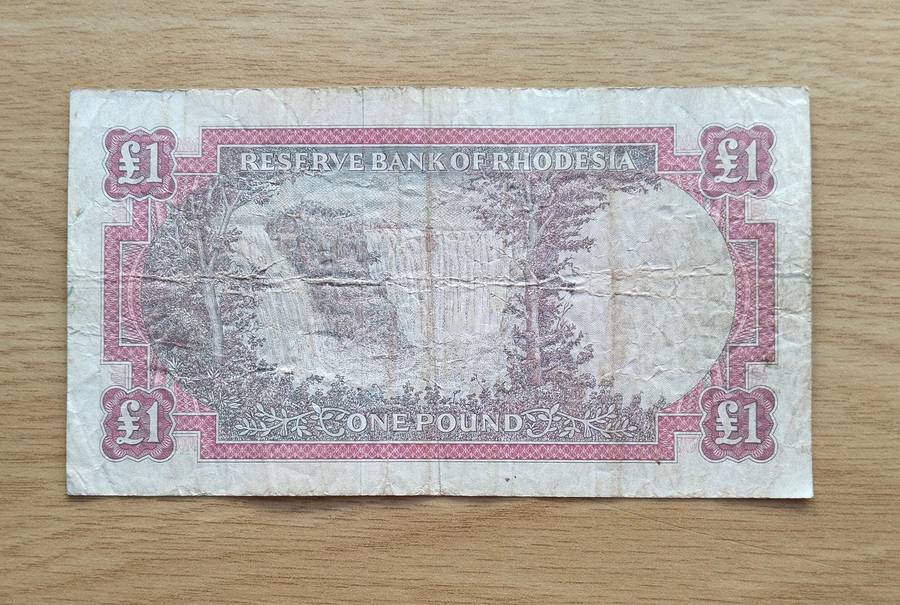 £1 £1
RESERVE BANK OF RHODESIA
£1 £1
ONE POUND